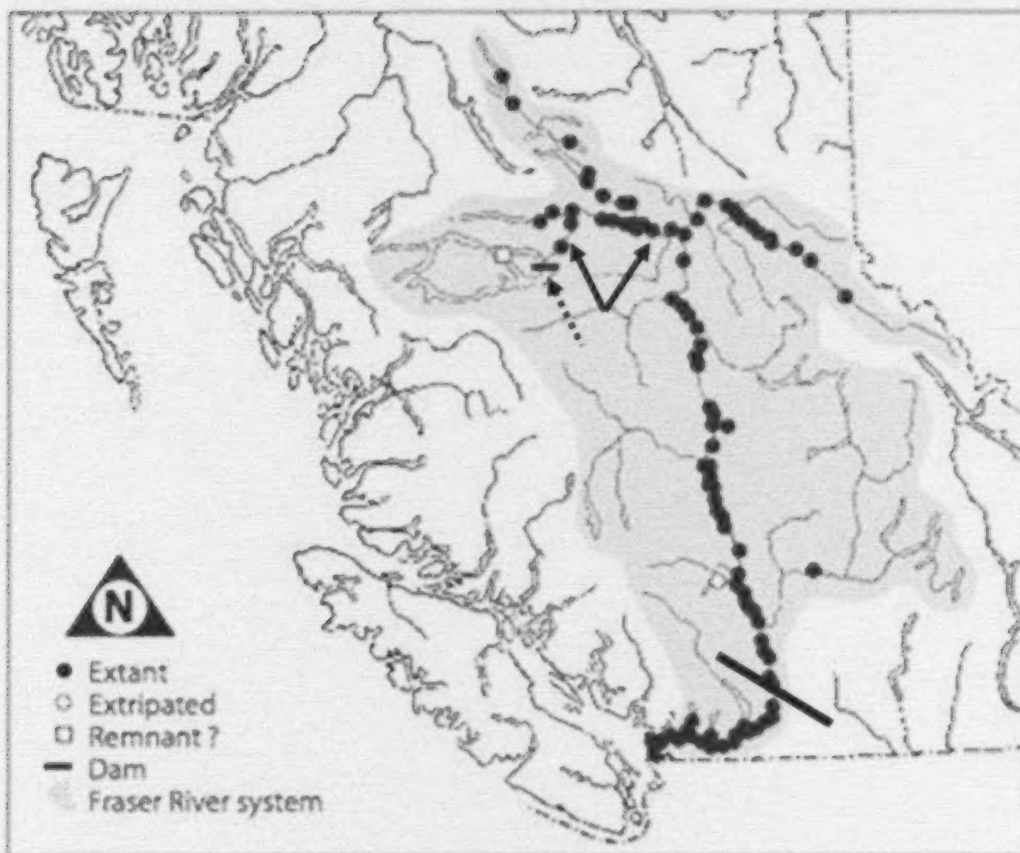 N
Extant
Extripated
Remnant ?
Dam
Fraser River system